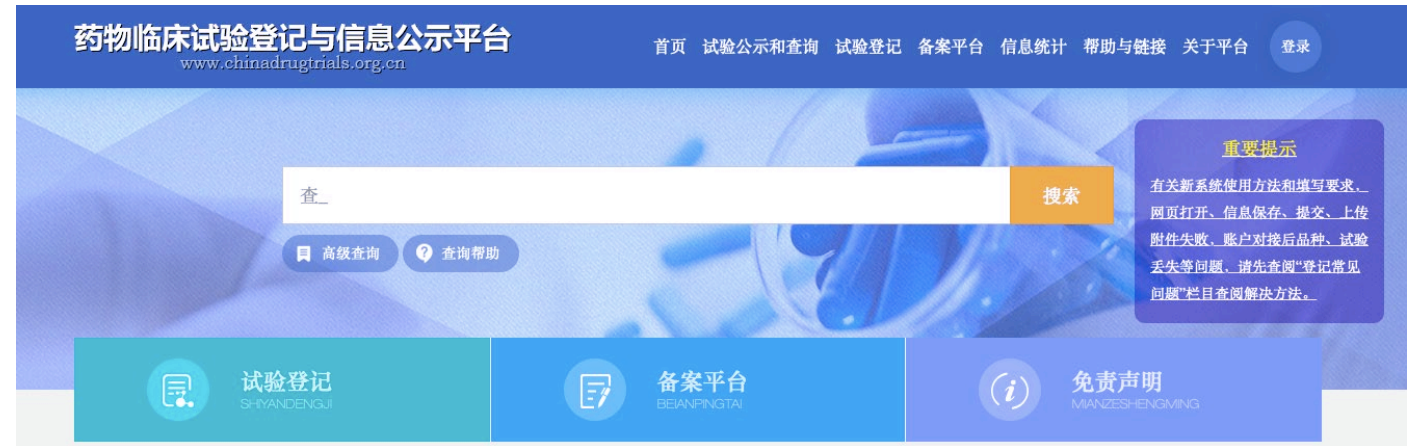 药物临床试验登记与信息公示平台
www.chinadrugtrials.org.cn
首页 试验公示和查询 试验登记 备案平台 信息统计 帮助与链接 关于平台 登录
重要提示
有关新系统使用方法和填写要求,
网页打开、信息保存、提交、上传
附件失败,账户对接后品种、试验
丢失等问题,请先查阅“登记常见
问题”栏目查阅解决方法。
查_
搜索
高级查询 查询帮助
试验登记
SHIYANDENGJI
备案平台
BEIANPINGTAI
免责声明
MIANZESHENGMING